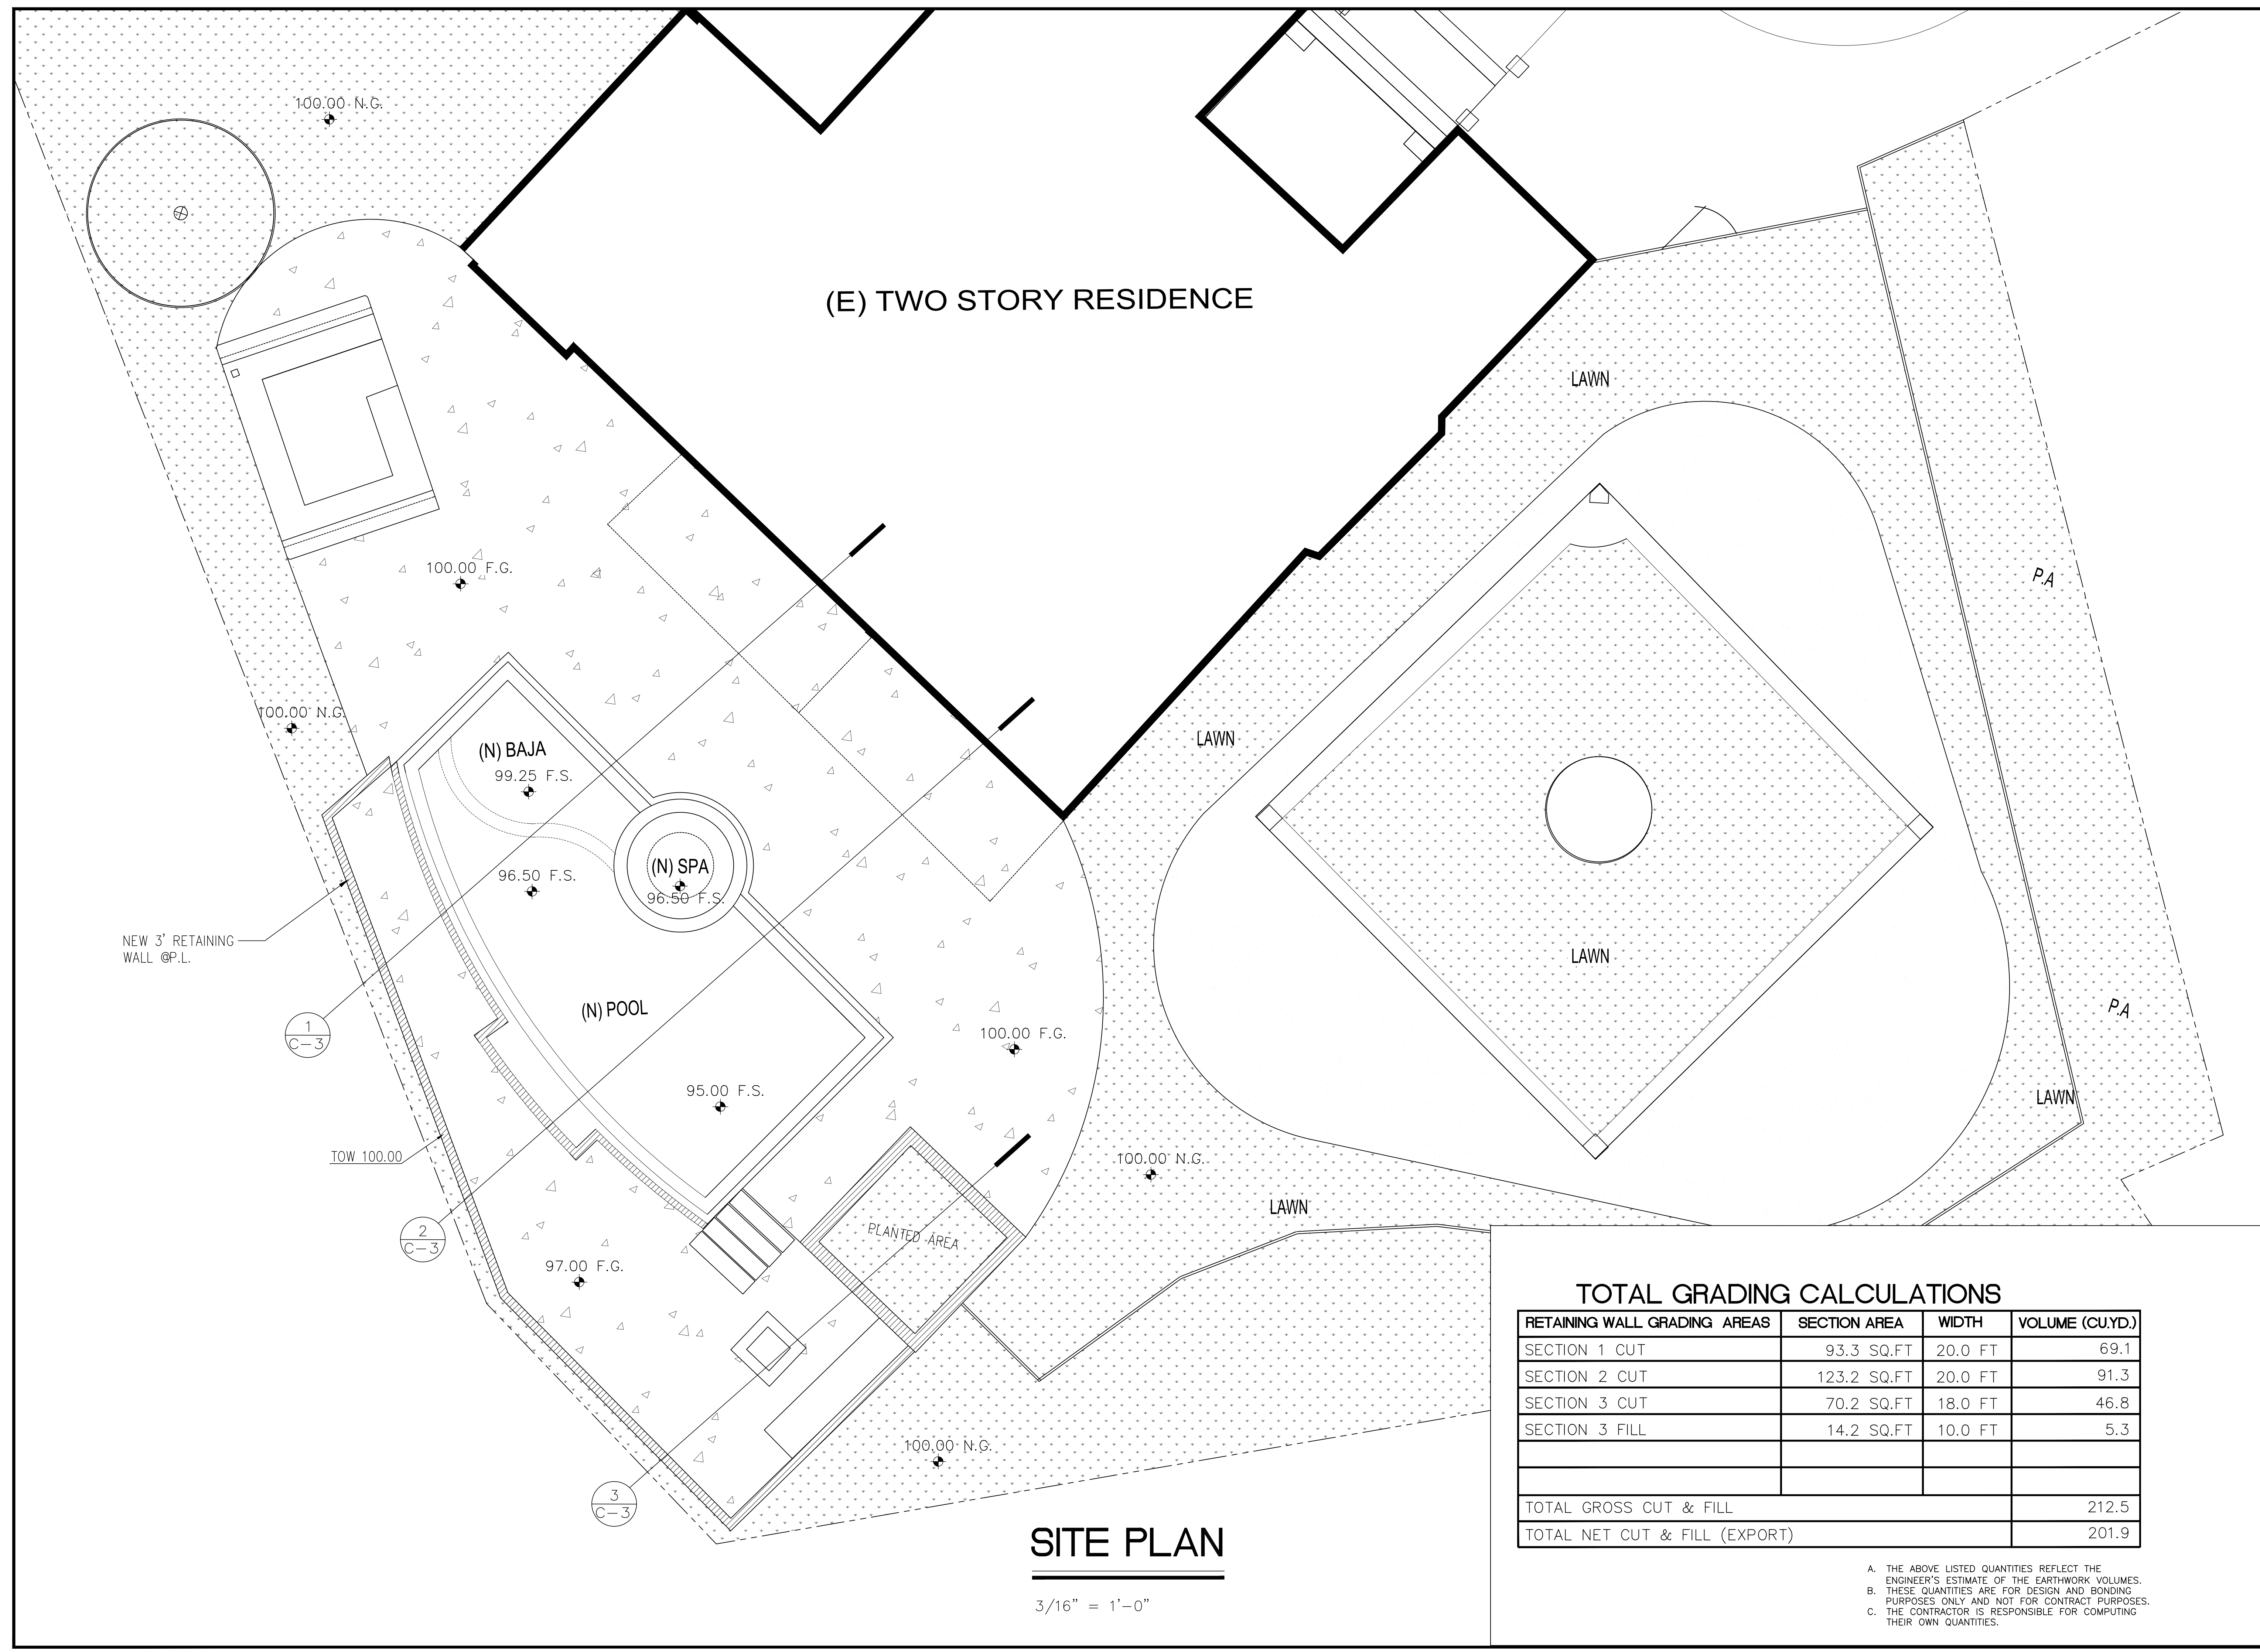 100.00 N.G.
(E) TWO STORY RESIDENCE
LAWN
100.00 F.G.
P.A
100.00 N.G.
LAWN
(N) BAJA
99.25 F.S.
(N) SPA
96.50 F.S.
96.50 F.S.
NEW 3' RETAINING
WALL @P.L.
LAWN
(N) POOL
P.A
1
C-3
100.00 F.G.
95.00 F.S.
LAWN
TOW 100.00
100.00 N.G.
LAWN
2
C-3
PLANTED AREA
97.00 F.G.
100.00 N.G.
3
C-3
SITE PLAN
3/16" = 1'-0"
TOTAL GRADING CALCULATIONS
RETAINING WALL GRADING AREAS SECTION AREA WIDTH VOLUME (CU.YD.)
SECTION 1 CUT 93.3 SQ.FT 20.0 FT 69.1
SECTION 2 CUT 123.2 SQ.FT 20.0 FT 91.3
SECTION 3 CUT 70.2 SQ.FT 18.0 FT 46.8
SECTION 3 FILL 14.2 SQ.FT 10.0 FT 5.3
TOTAL GROSS CUT & FILL 212.5
TOTAL NET CUT & FILL (EXPORT) 201.9
A. THE ABOVE LISTED QUANTITIES REFLECT THE
ENGINEER'S ESTIMATE OF THE EARTHWORK VOLUMES.
B. THESE QUANTITIES ARE FOR DESIGN AND BONDING
PURPOSES ONLY AND NOT FOR CONTRACT PURPOSES.
C. THE CONTRACTOR IS RESPONSIBLE FOR COMPUTING
THEIR OWN QUANTITIES.